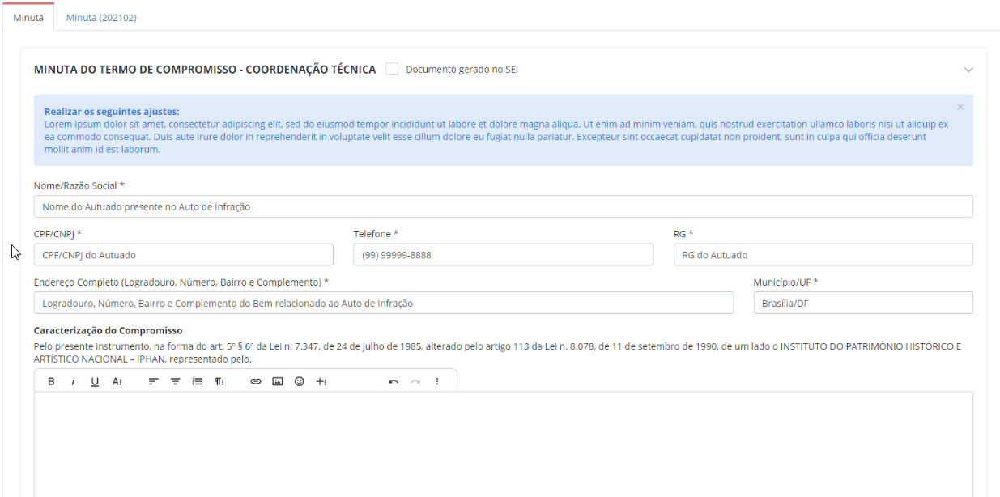 Minuta
Minuta (202102)
MINUTA DO TERMO DE COMPROMISSO - COORDENAÇÃO TÉCNICA
Documento gerado no SEI
Realizar os seguintes ajustes:
Lorem ipsum dolor sit amet, consectetur adipiscing elit, sed do eiusmod tempor incididunt ut labore et dolore magna aliqua. Ut enim ad minim veniam, quis nostrud exercitation ullamco laboris nisi ut aliquip ex
ea commodo consequat. Duis aute irure dolor in reprehenderit in voluptate velit esse cillum dolore eu fugiat nulla pariatur. Excepteur sint occaecat cupidatat non proident, sunt in culpa qui officia deserunt
mollit anim id est laborum.
Nome/Razão Social *
Nome do Autuado presente no Auto de Infração
CPF/CNPJ *
Telefone *
RG *
CPF/CNPJ do Autuado
(99) 99999-8888
RG do Autuado
Endereço Completo (Logradouro, Número, Bairro e Complemento) *
Município/UF *
Logradouro, Número, Bairro e Complemento do Bem relacionado ao Auto de Infração
Brasília/DF
Caracterização do Compromisso
Pelo presente instrumento, na forma do art. 5º § 6º da Lei n. 7.347, de 24 de julho de 1985, alterado pelo artigo 113 da Lei n. 8.078, de 11 de setembro de 1990, de um lado o INSTITUTO DO PATRIMÔNIO HISTÓRICO E
ARTÍSTICO NACIONAL – IPHAN, representado pelo,